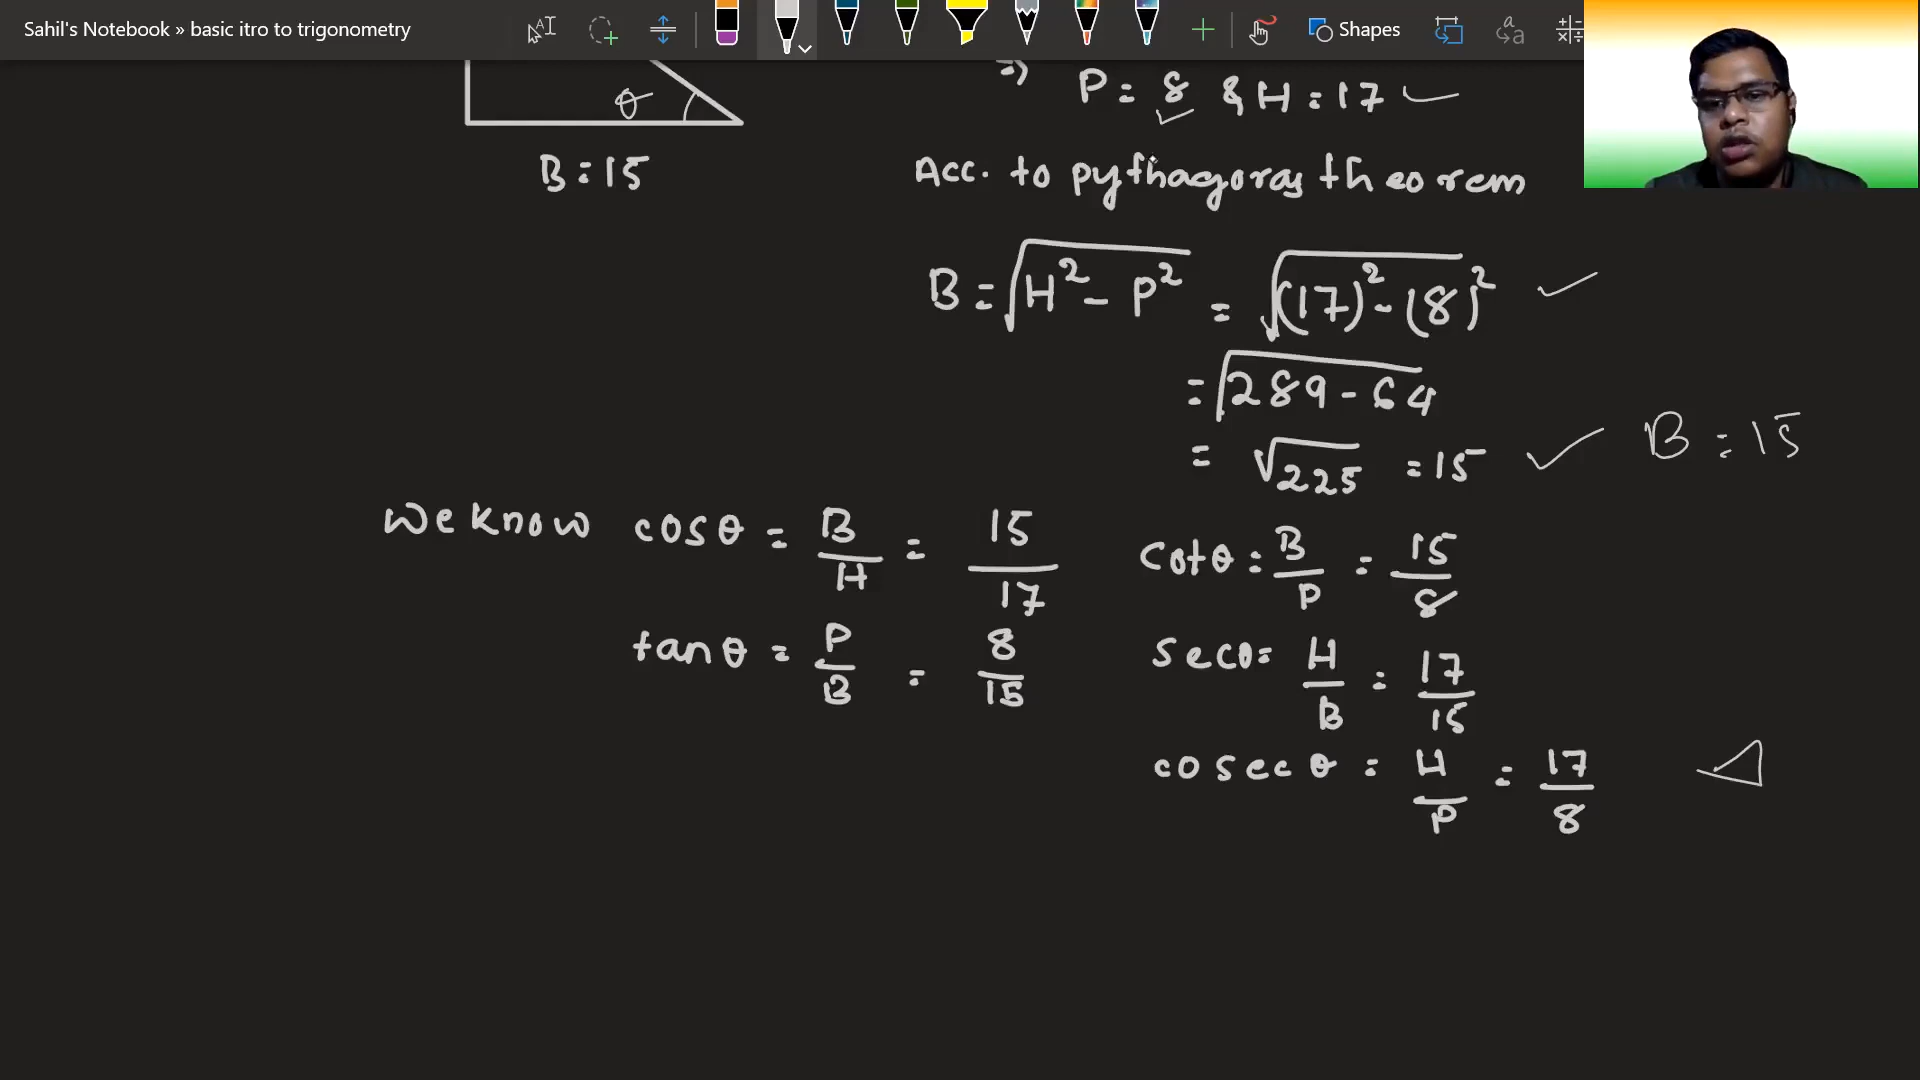 Sahil's Notebook » basic itro to trigonometry
Shapes
θ
B = 15
⇒ P = 8 & H = 17
Acc. to pythagoras theorem
B = √(H² - P²) = √((17)² - (8)²)
= √(289 - 64)
= √225 = 15
B = 15
We know cosθ = B/H = 15/17
tanθ = P/B = 8/15
Cotθ = B/P = 15/8
Secθ = H/B = 17/15
cosecθ = H/P = 17/8